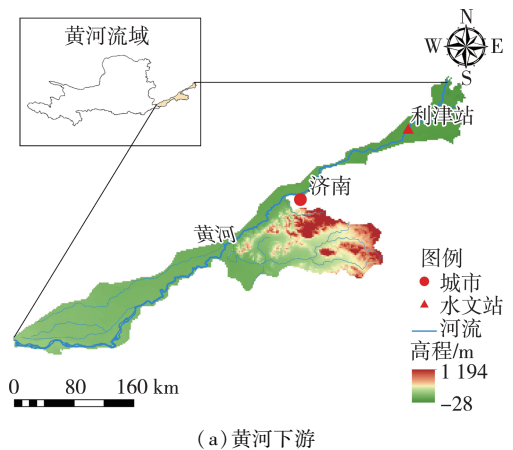 黄河流域
N
W
E
S
利津站
济南
黄河
图例
城市
水文站
河流
高程/m
1 194
-28
0 80 160 km
(a)黄河下游